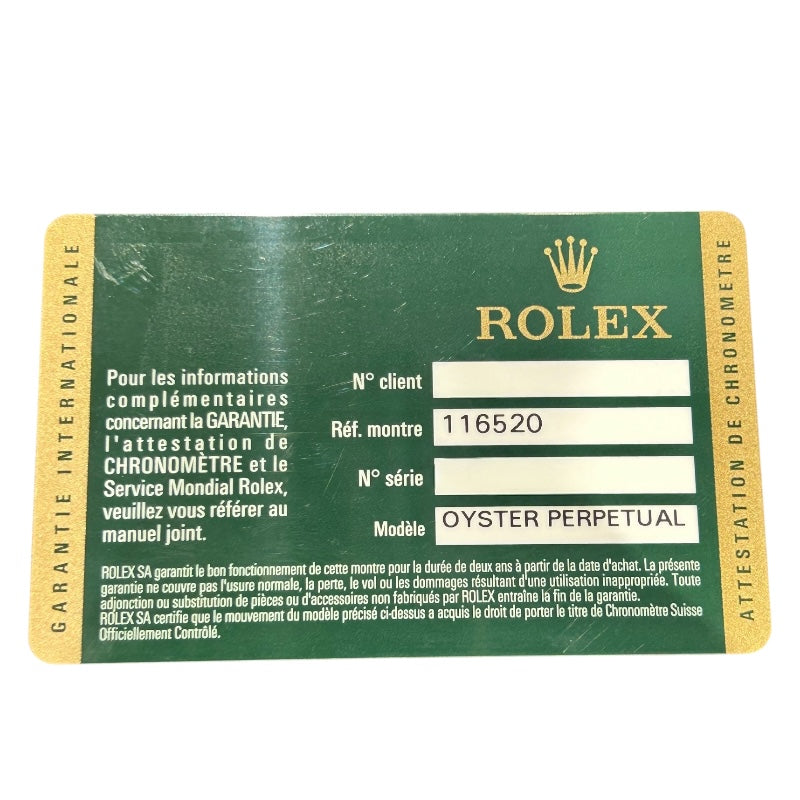 GARANTIE INTERNATIONALE
ROLEX
Pour les informations
complémentaires
concernant la GARANTIE,
l'attestation de
CHRONOMÈTRE et le
Service Mondial Rolex,
veuillez vous référer au
manuel joint.
N° client
Réf. montre 116520
N° série
Modèle OYSTER PERPETUAL
ROLEX SA garantit le bon fonctionnement de cette montre pour la durée de deux ans à partir de la date d'achat. La présente
garantie ne couvre pas l'usure normale, la perte, le vol ou les dommages résultant d'une utilisation inappropriée. Toute
adjonction ou substitution de pièces ou d'accessoires non fabriqués par ROLEX entraîne la fin de la garantie.
ROLEX SA certifie que le mouvement du modèle précisé ci-dessus a acquis le droit de porter le titre de Chronomètre Suisse
Officiellement Contrôlé.
ATTESTATION DE CHRONOMETRE